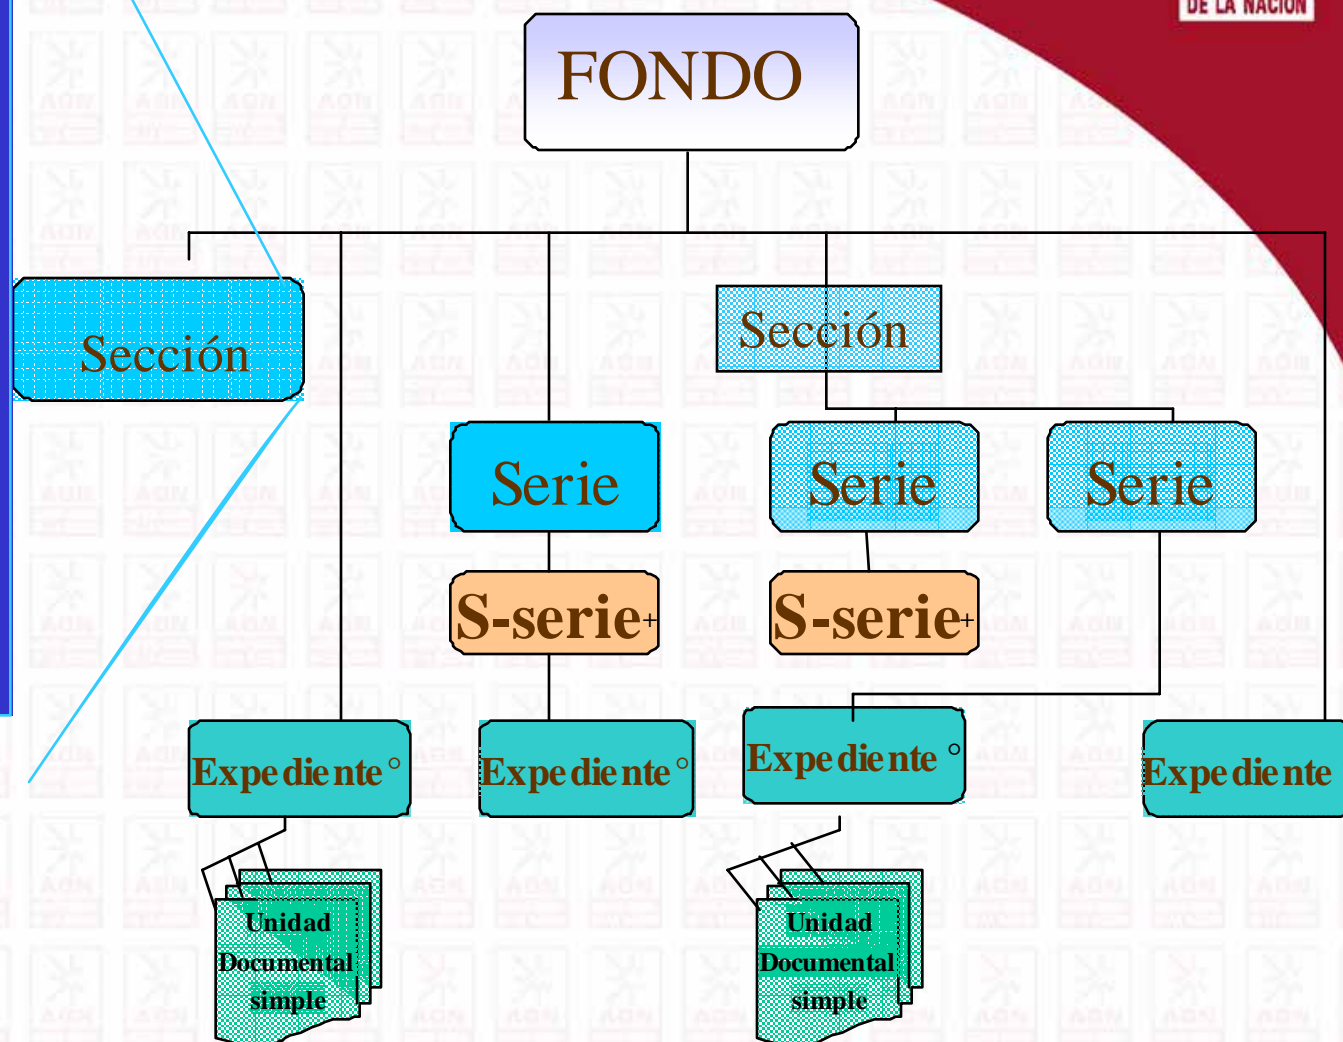 DE LA NACIÓN
FONDO
Sección
Sección
Serie
Serie
Serie
S-serie+
S-serie+
Expediente°
Expediente°
Expediente °
Expediente
Unidad
Documental
simple
Unidad
Documental
simple